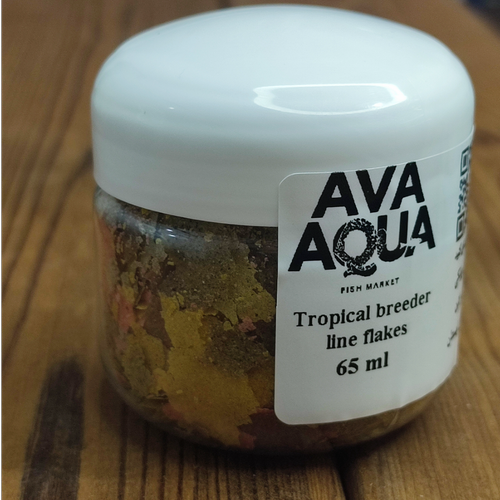 AVA
AQUA
FISH MARKET
Tropical breeder
line flakes
65 ml